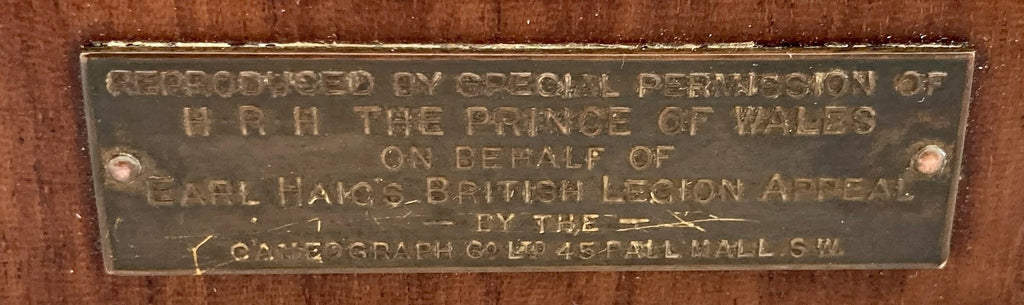 REPRODUCED BY SPECIAL PERMISSION OF
H R H THE PRINCE OF WALES
ON BEHALF OF
EARL HAIG'S BRITISH LEGION APPEAL
— BY THE —
CAMEOGRAPH CO LTD 45 PALL MALL. S.W.